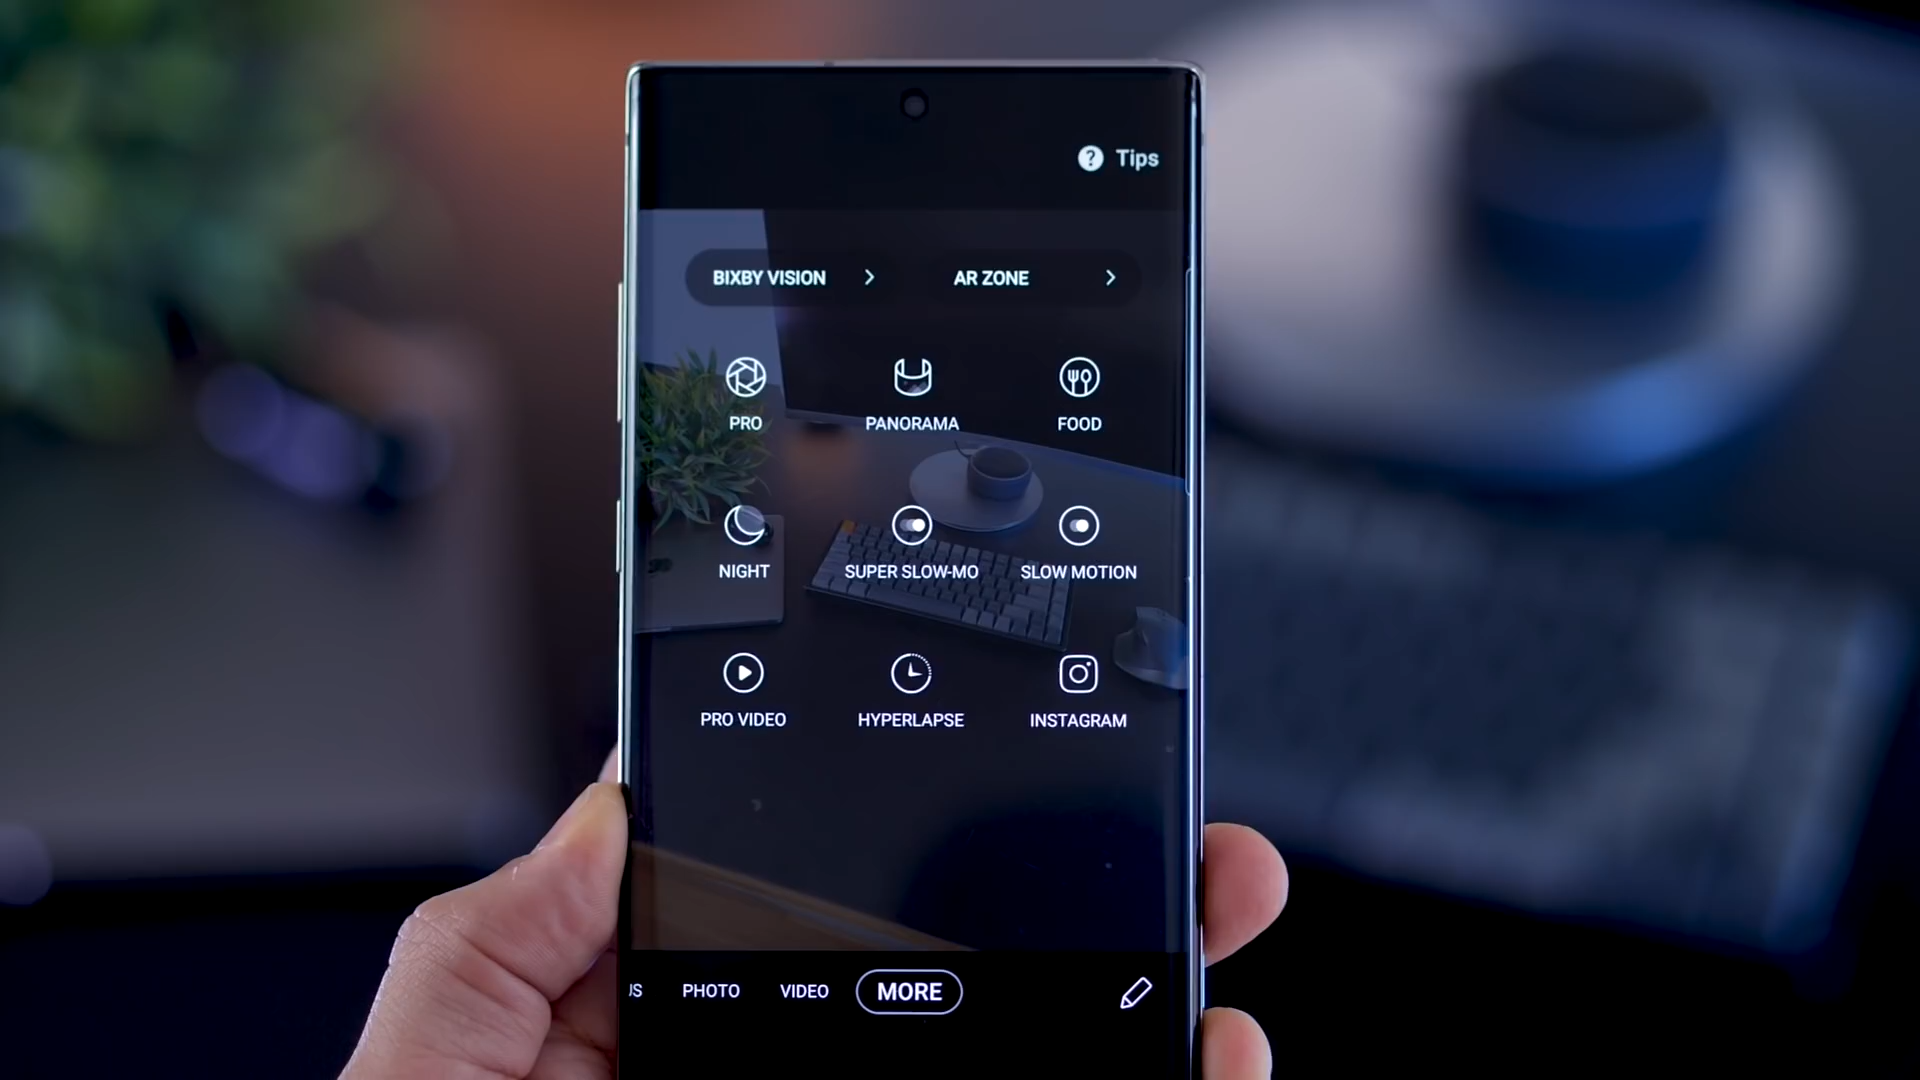 Tips
BIXBY VISION
AR ZONE
PRO
PANORAMA
FOOD
NIGHT
SUPER SLOW-MO
SLOW MOTION
PRO VIDEO
HYPERLAPSE
INSTAGRAM
PHOTO VIDEO MORE